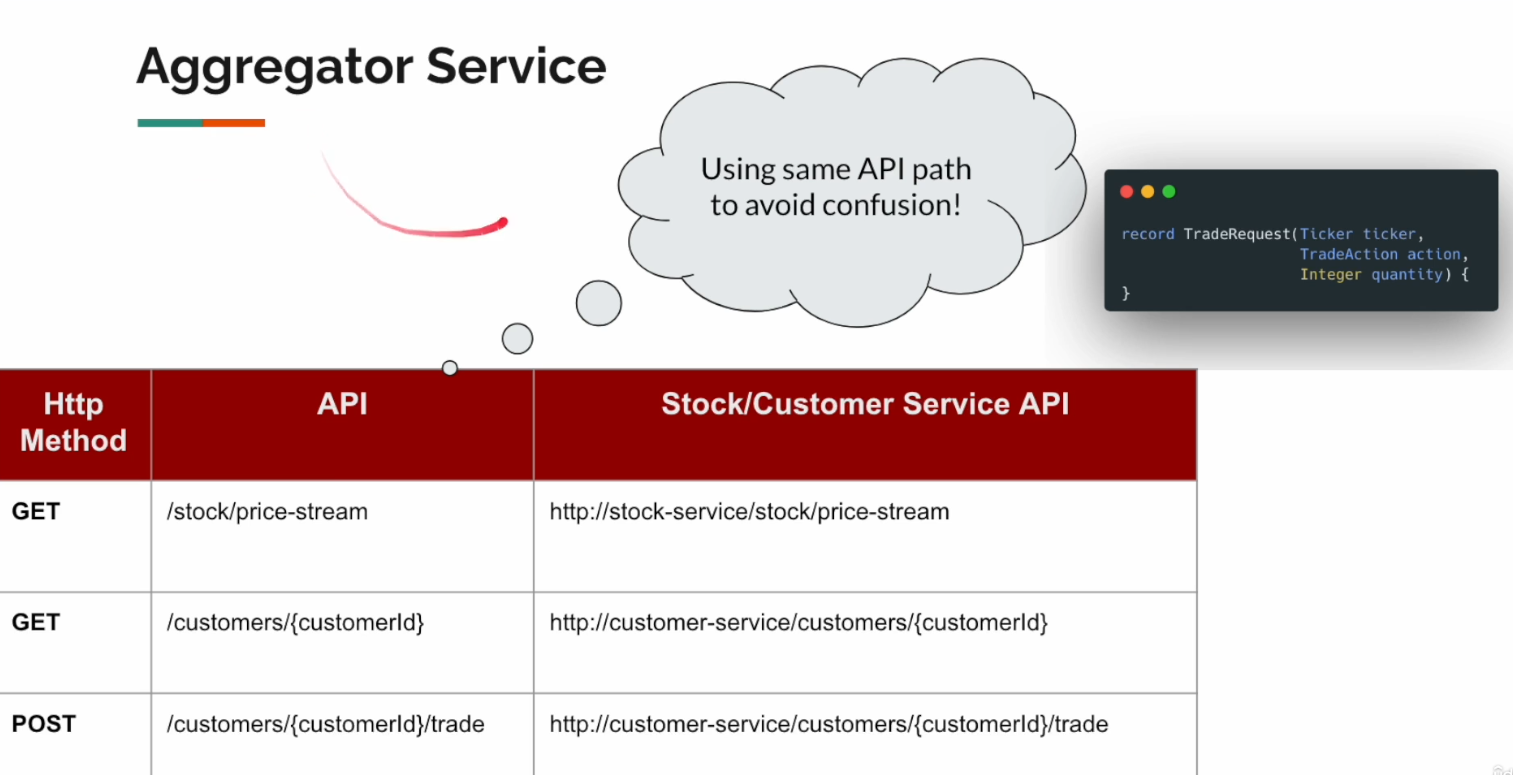 Aggregator Service
Using same API path
to avoid confusion!
record TradeRequest(Ticker ticker,
TradeAction action,
Integer quantity) {
}
Http
Method
API
Stock/Customer Service API
GET
/stock/price-stream
http://stock-service/stock/price-stream
GET
/customers/{customerId}
http://customer-service/customers/{customerId}
POST
/customers/{customerId}/trade
http://customer-service/customers/{customerId}/trade